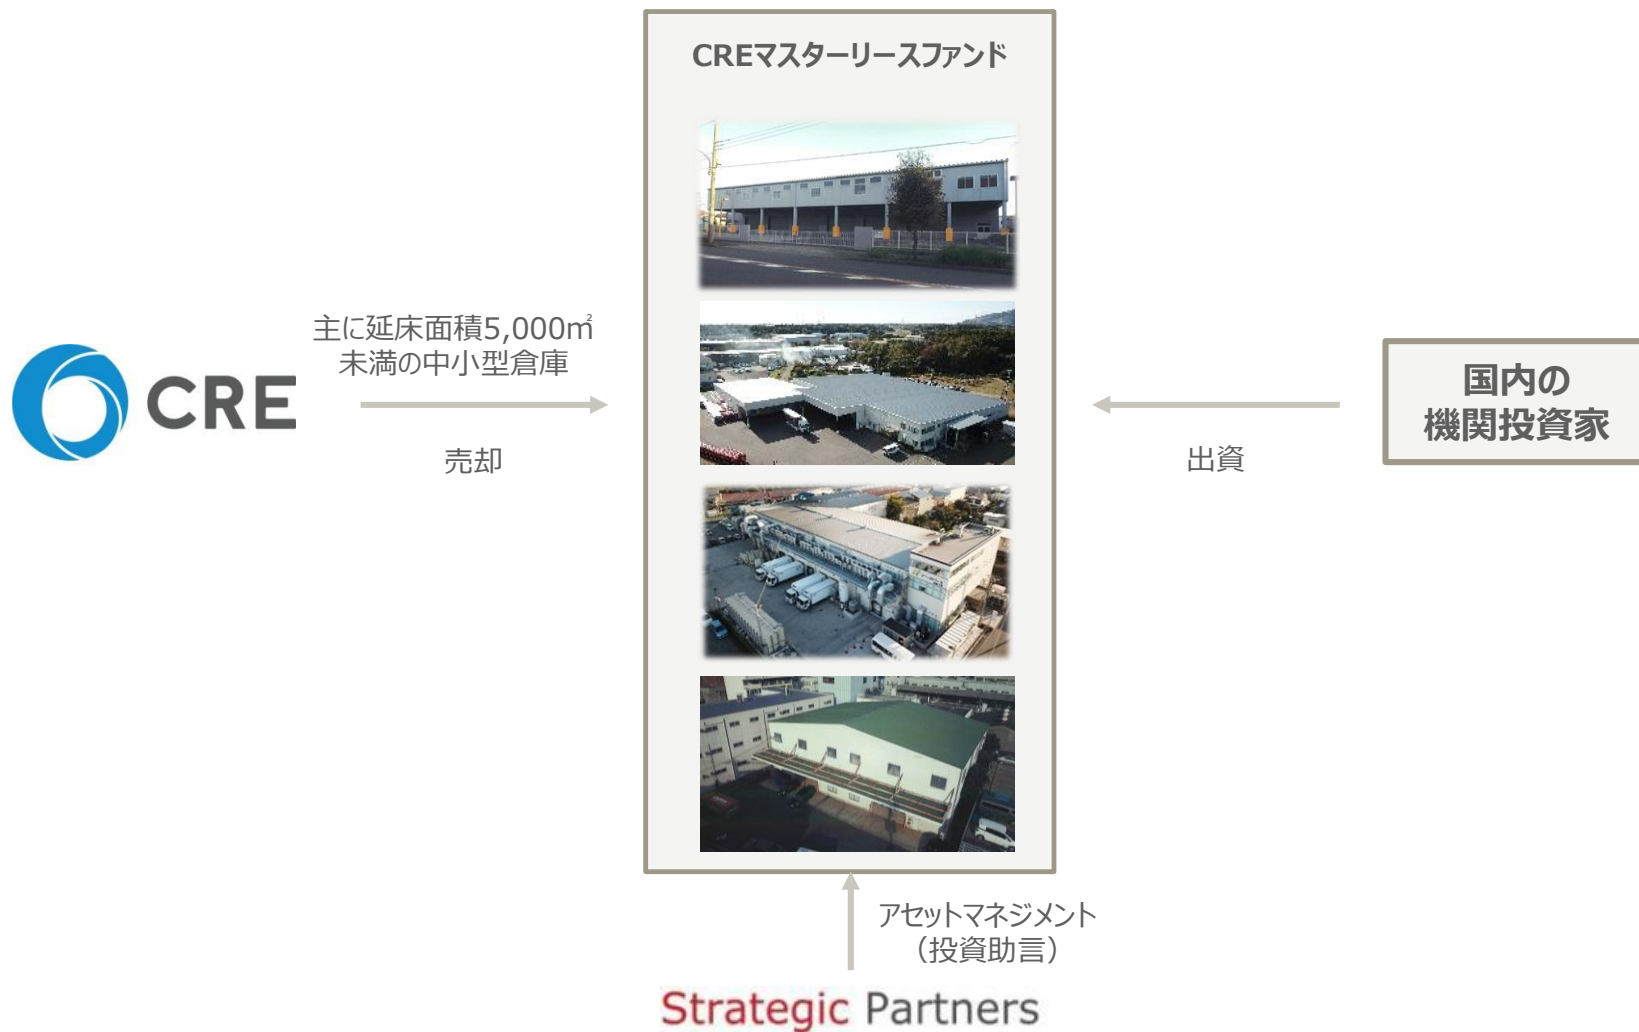 CREマスターリースファンド
主に延床面積5,000㎡
未満の中小型倉庫
CRE
売却
国内の
機関投資家
出資
アセットマネジメント
（投資助言）
Strategic Partners